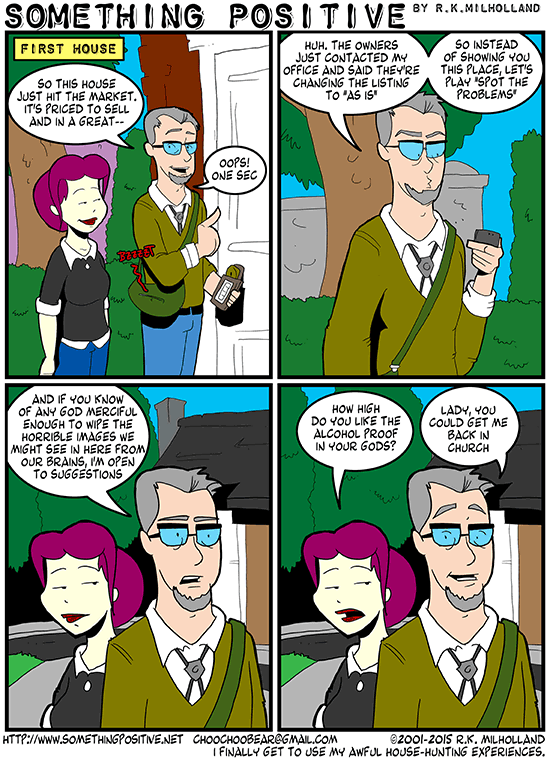 SOMETHING POSITIVE BY R.K.MILHOLLAND
FIRST HOUSE
SO THIS HOUSE
JUST HIT THE MARKET.
IT'S PRICED TO SELL
AND IN A GREAT--
OOPS!
ONE SEC
HUH. THE OWNERS
JUST CONTACTED MY
OFFICE AND SAID THEY'RE
CHANGING THE LISTING
TO "AS IS"
SO INSTEAD
OF SHOWING YOU
THIS PLACE, LET'S
PLAY "SPOT THE
PROBLEMS"
AND IF YOU KNOW
OF ANY GOD MERCIFUL
ENOUGH TO WIPE THE
HORRIBLE IMAGES WE
MIGHT SEE IN HERE FROM
OUR BRAINS, I'M OPEN
TO SUGGESTIONS
HOW HIGH
DO YOU LIKE THE
ALCOHOL PROOF
IN YOUR GODS?
LADY, YOU
COULD GET ME
BACK IN
CHURCH
HTTP://WWW.SOMETHINGPOSITIVE.NET CHOOCHOOBEAR@GMAIL.COM ©2001-2015 R.K. MILHOLLAND
I FINALLY GET TO USE MY AWFUL HOUSE-HUNTING EXPERIENCES.